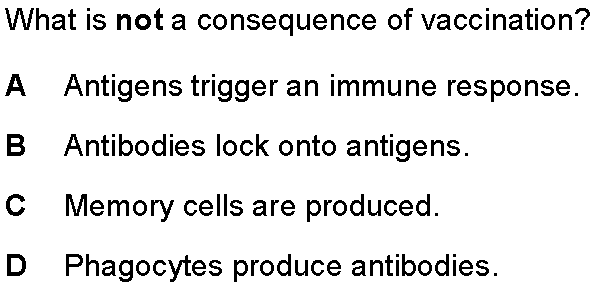 What is not a consequence of vaccination?
A Antigens trigger an immune response.
B Antibodies lock onto antigens.
C Memory cells are produced.
D Phagocytes produce antibodies.